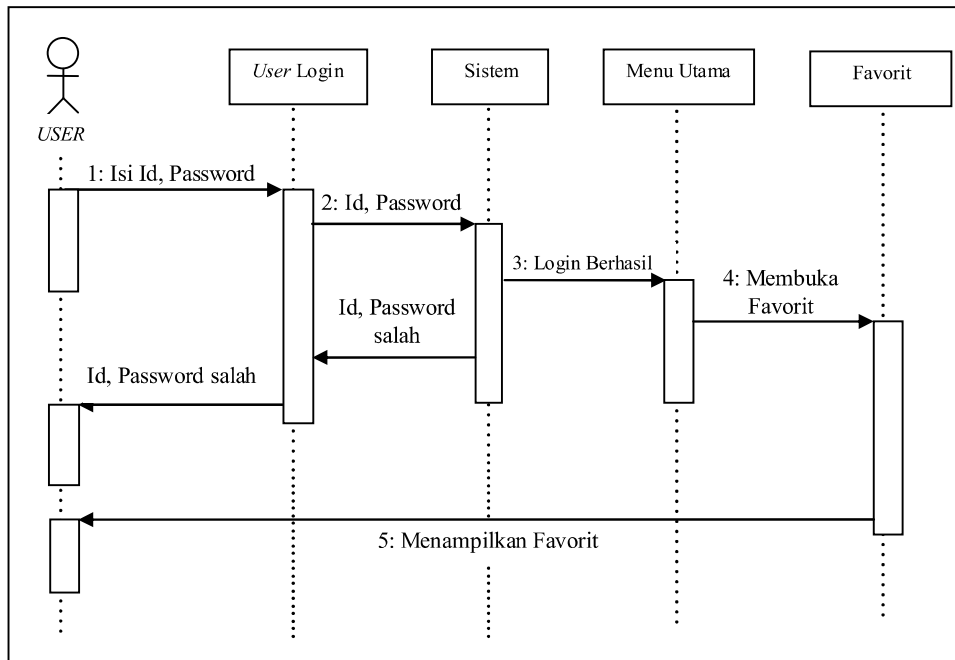 User Login
Sistem
Menu Utama
Favorit
USER
1: Isi Id, Password
2: Id, Password
3: Login Berhasil
4: Membuka
Favorit
Id, Password
salah
Id, Password salah
5: Menampilkan Favorit